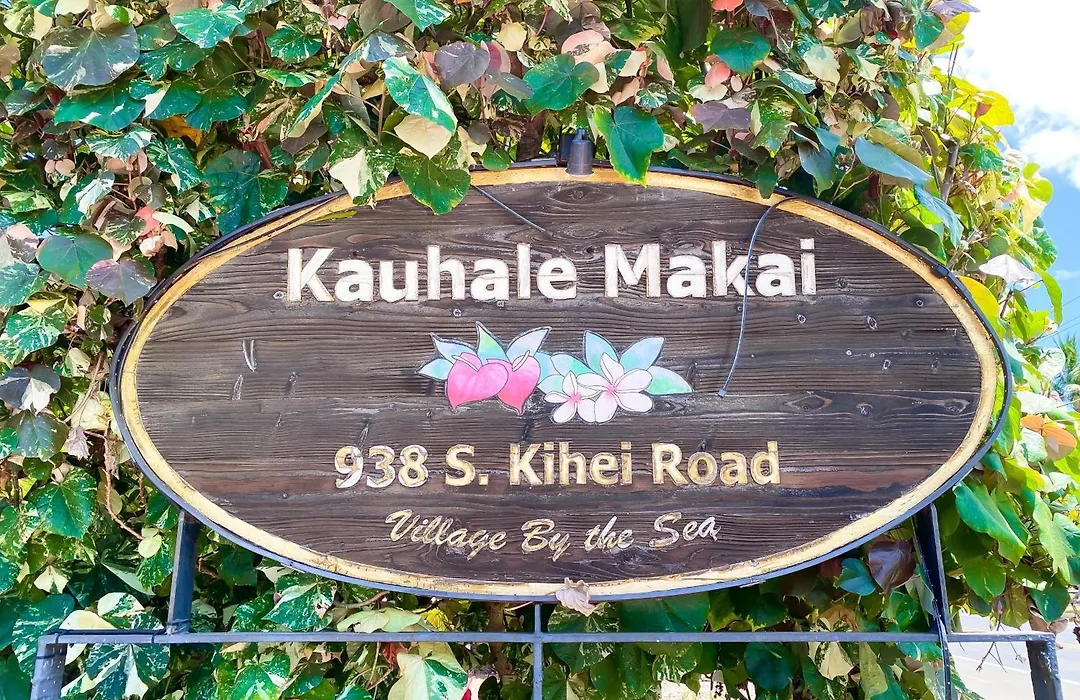 Kauhale Makai
938 S. Kihei Road
Village By the Sea